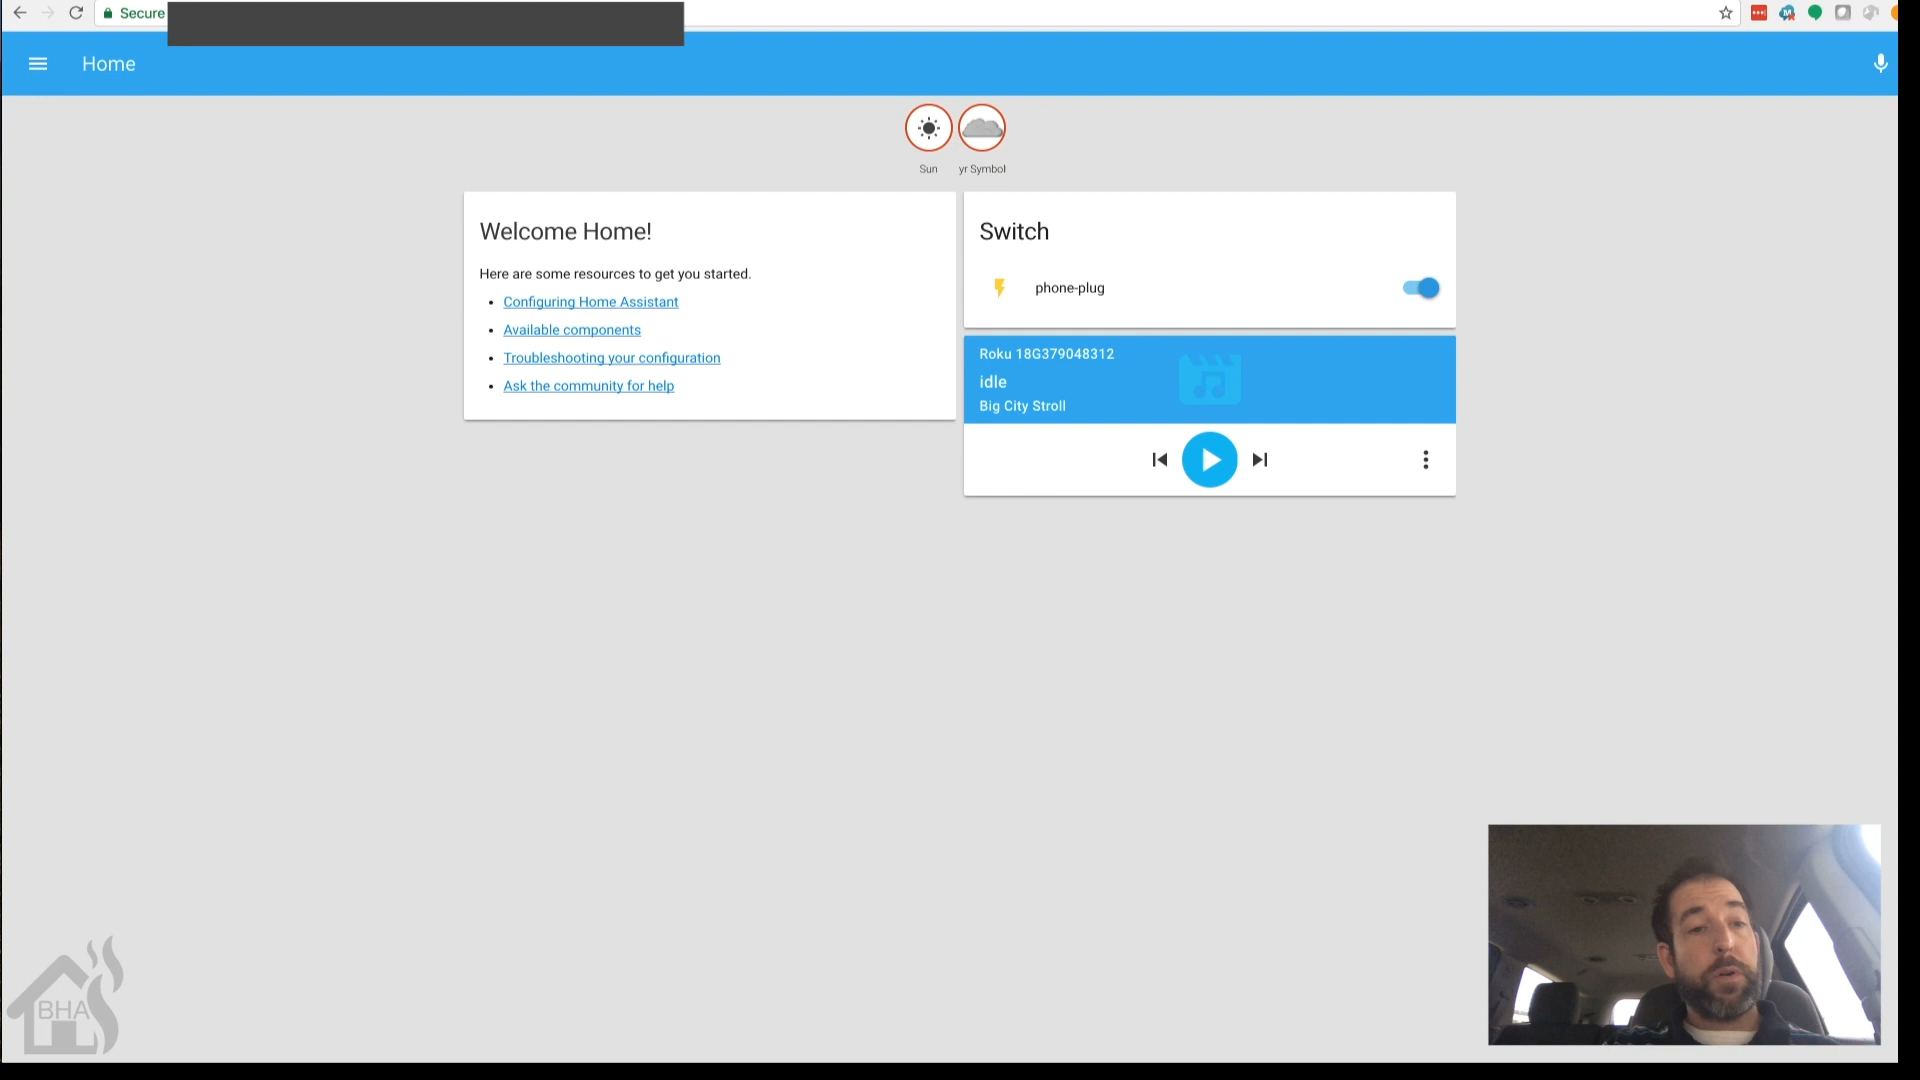 Secure
Home
Sun
yr Symbol
Welcome Home!
Here are some resources to get you started.
Configuring Home Assistant
Available components
Troubleshooting your configuration
Ask the community for help
Switch
phone-plug
Roku 18G379048312
idle
Big City Stroll
BHA